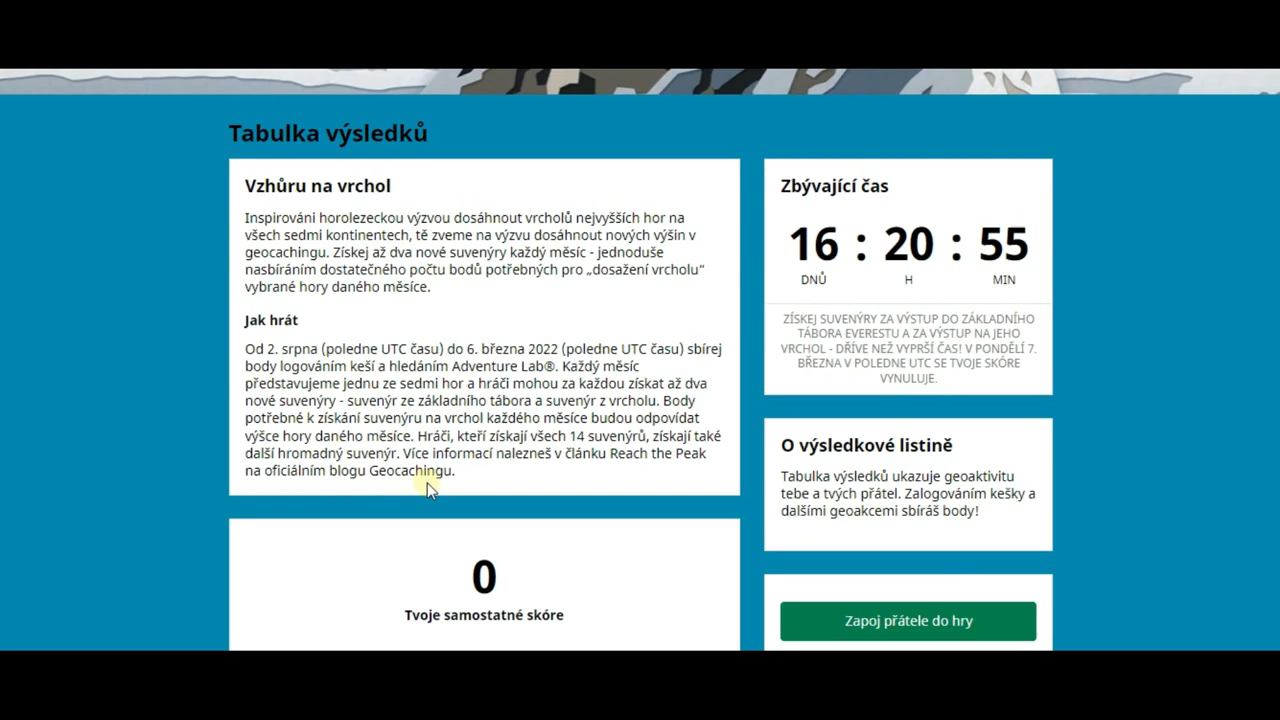 Tabulka výsledků
Vzhůru na vrchol
Inspirováni horolezeckou výzvou dosáhnout vrcholů nejvyšších hor na
všech sedmi kontinentech, tě zveme na výzvu dosáhnout nových výšin v
geocachingu. Získej až dva nové suvenýry každý měsíc - jednoduše
nasbíráním dostatečného počtu bodů potřebných pro „dosažení vrcholu“
vybrané hory daného měsíce.
Jak hrát
Od 2. srpna (poledne UTC času) do 6. března 2022 (poledne UTC času) sbírej
body logováním keší a hledáním Adventure Lab®. Každý měsíc
představujeme jednu ze sedmi hor a hráči mohou za každou získat až dva
nové suvenýry - suvenýr ze základního tábora a suvenýr z vrcholu. Body
potřebné k získání suvenýru na vrchol každého měsíce budou odpovídat
výšce hory daného měsíce. Hráči, kteří získají všech 14 suvenýrů, získají také
další hromadný suvenýr. Více informací nalezneš v článku Reach the Peak
na oficiálním blogu Geocachingu.
0
Tvoje samostatné skóre
Zbývající čas
16 : 20 : 55
DNŮ H MIN
ZÍSKEJ SUVENÝRY ZA VÝSTUP DO ZÁKLADNÍHO
TÁBORA EVERESTU A ZA VÝSTUP NA JEHO
VRCHOL - DŘÍVE NEŽ VYPRŠÍ ČAS! V PONDĚLÍ 7.
BŘEZNA V POLEDNE UTC SE TVOJE SKÓRE
VYNULUJE.
O výsledkové listině
Tabulka výsledků ukazuje geoaktivitu
tebe a tvých přátel. Zalogováním kešky a
dalšími geoakcemi sbíráš body!
Zapoj přátele do hry